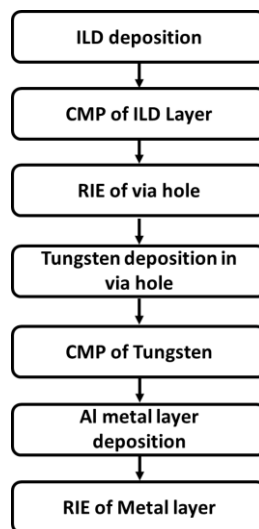 ILD deposition
CMP of ILD Layer
RIE of via hole
Tungsten deposition in
via hole
CMP of Tungsten
Al metal layer
deposition
RIE of Metal layer